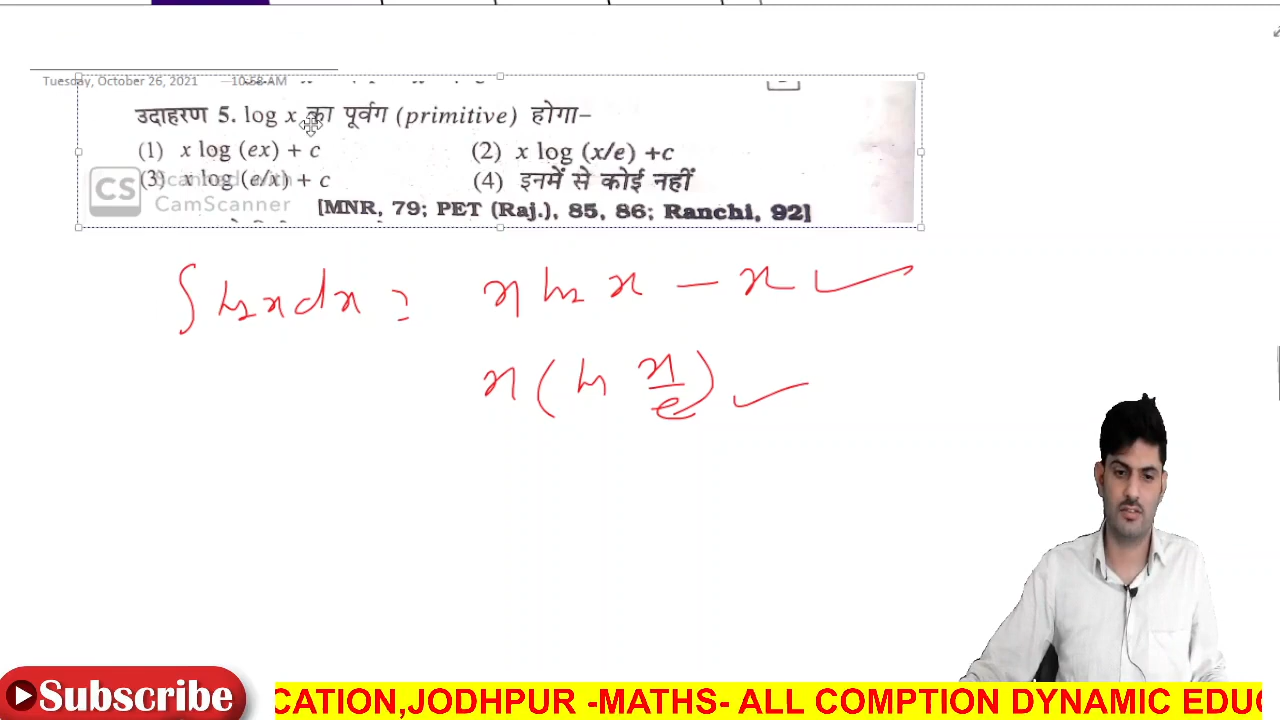 Tuesday, October 26, 2021 10:58 AM
उदाहरण 5. log x का पूर्वग (primitive) होगा–
(1) x log (ex) + c (2) x log (x/e) +c
(3) x log (e/x) + c (4) इनमें से कोई नहीं
CS CamScanner
[MNR, 79; PET (Raj.), 85, 86; Ranchi, 92]
∫ ln x dx = x ln x – x
x (ln x/e)
Subscribe
CATION,JODHPUR -MATHS- ALL COMPTION DYNAMIC EDUC